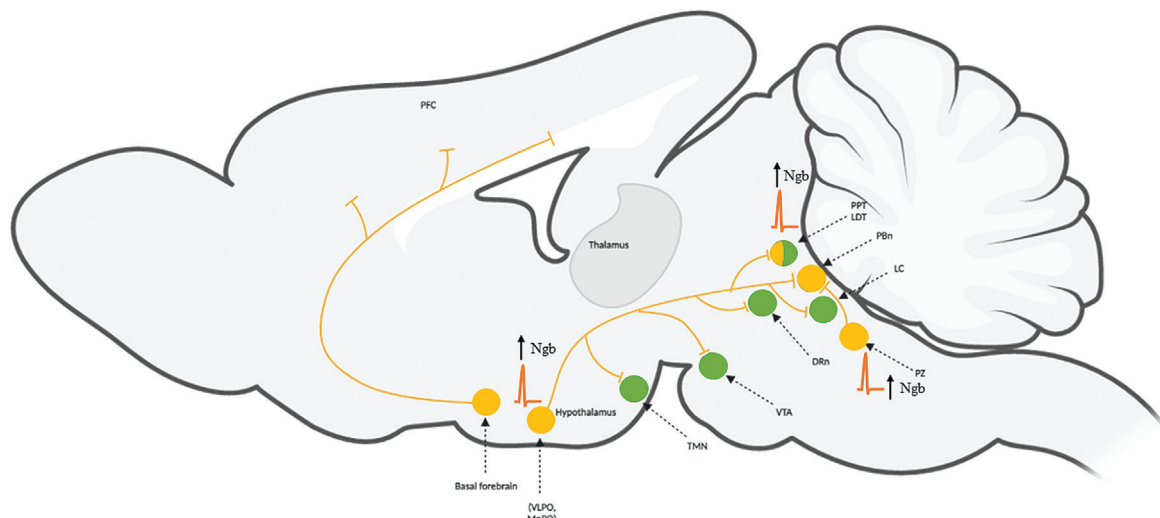 PFC
Ngb
PPT
LDT
PBn
Thalamus
LC
Ngb
DRn
PZ
Ngb
Hypothalamus
VTA
TMN
Basal forebrain
(VLPO,